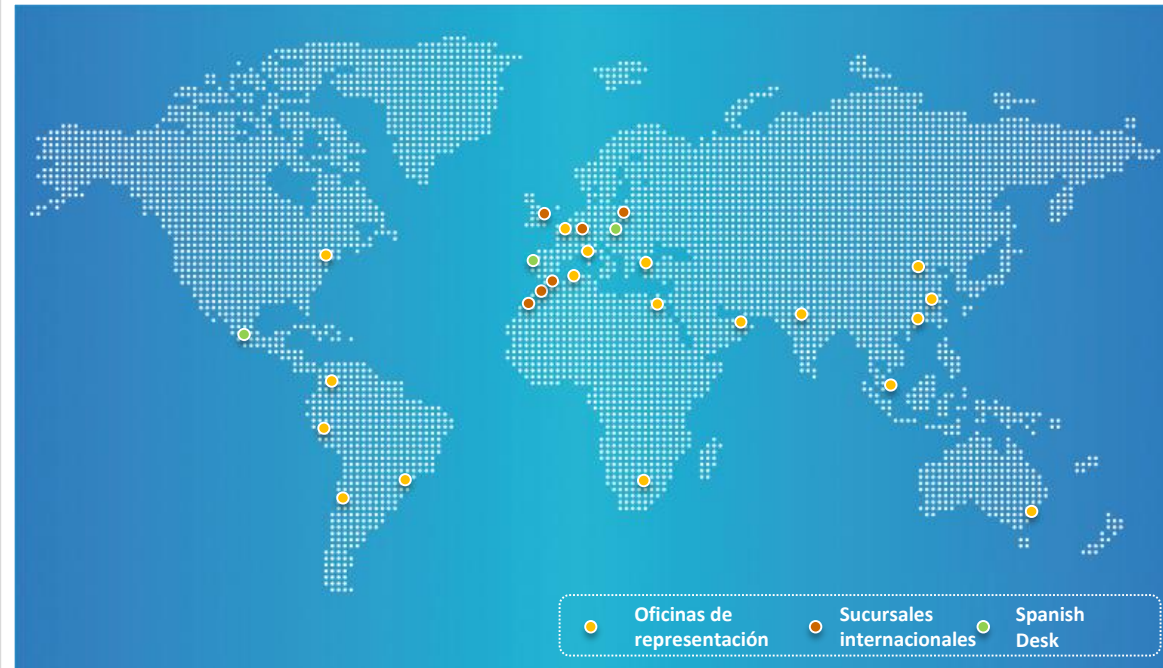 Oficinas de
representación
Sucursales
internacionales
Spanish
Desk